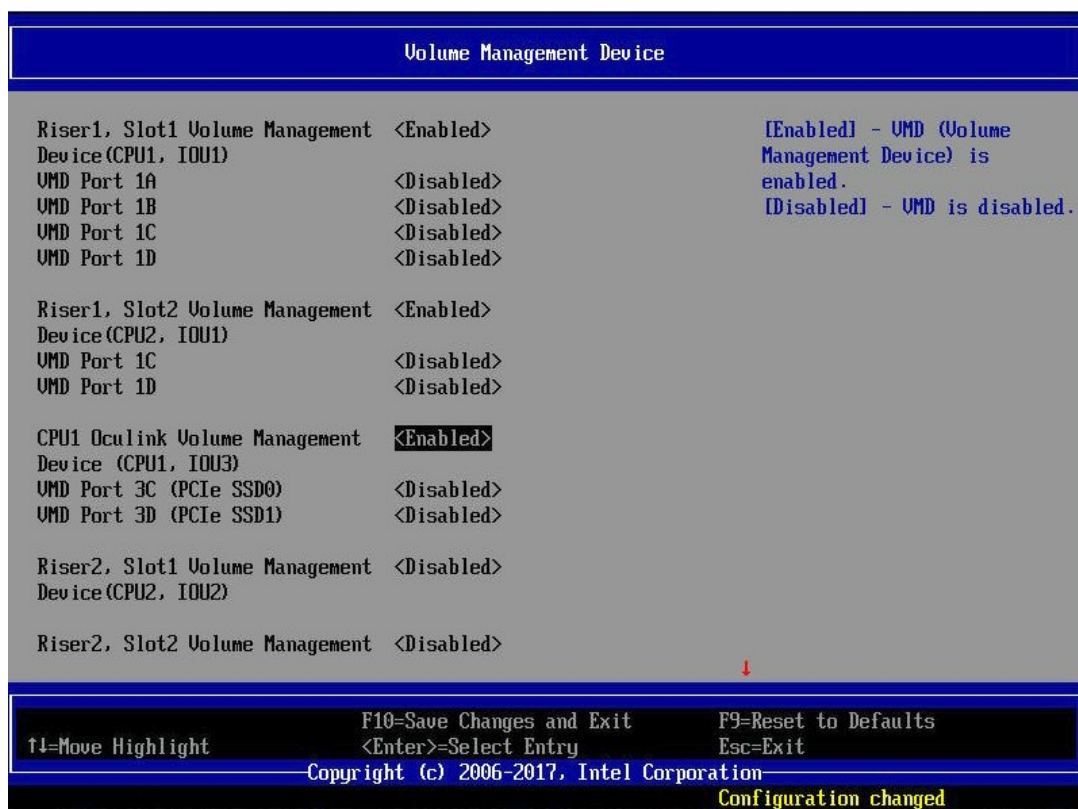 Volume Management Device
Riser1, Slot1 Volume Management <Enabled>
Device(CPU1, IOU1)
VMD Port 1A <Disabled>
VMD Port 1B <Disabled>
VMD Port 1C <Disabled>
VMD Port 1D <Disabled>
Riser1, Slot2 Volume Management <Enabled>
Device(CPU2, IOU1)
VMD Port 1C <Disabled>
VMD Port 1D <Disabled>
CPU1 Oculink Volume Management <Enabled>
Device (CPU1, IOU3)
VMD Port 3C (PCIe SSD0) <Disabled>
VMD Port 3D (PCIe SSD1) <Disabled>
Riser2, Slot1 Volume Management <Disabled>
Device(CPU2, IOU2)
Riser2, Slot2 Volume Management <Disabled>
[Enabled] - VMD (Volume
Management Device) is
enabled.
[Disabled] - VMD is disabled.
↓
F10=Save Changes and Exit F9=Reset to Defaults
↑↓=Move Highlight <Enter>=Select Entry Esc=Exit
Copyright (c) 2006-2017, Intel Corporation
Configuration changed